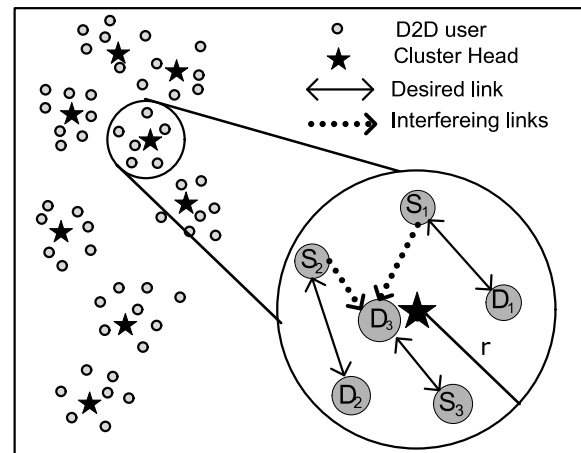 D2D user
Cluster Head
Desired link
Interfereing links
S1
S2
D1
D3
r
D2
S3